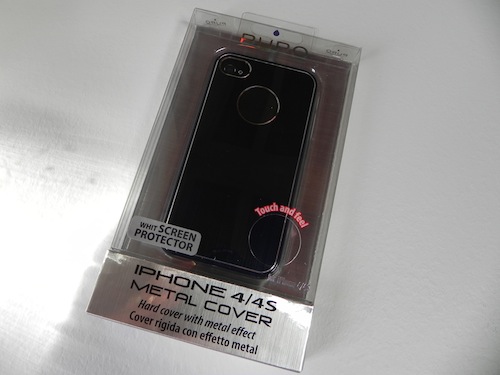 PURO
Touch and feel
WHIT SCREEN
PROTECTOR
IPHONE 4/4S
METAL COVER
Hard cover with metal effect
Cover rigida con effetto metal